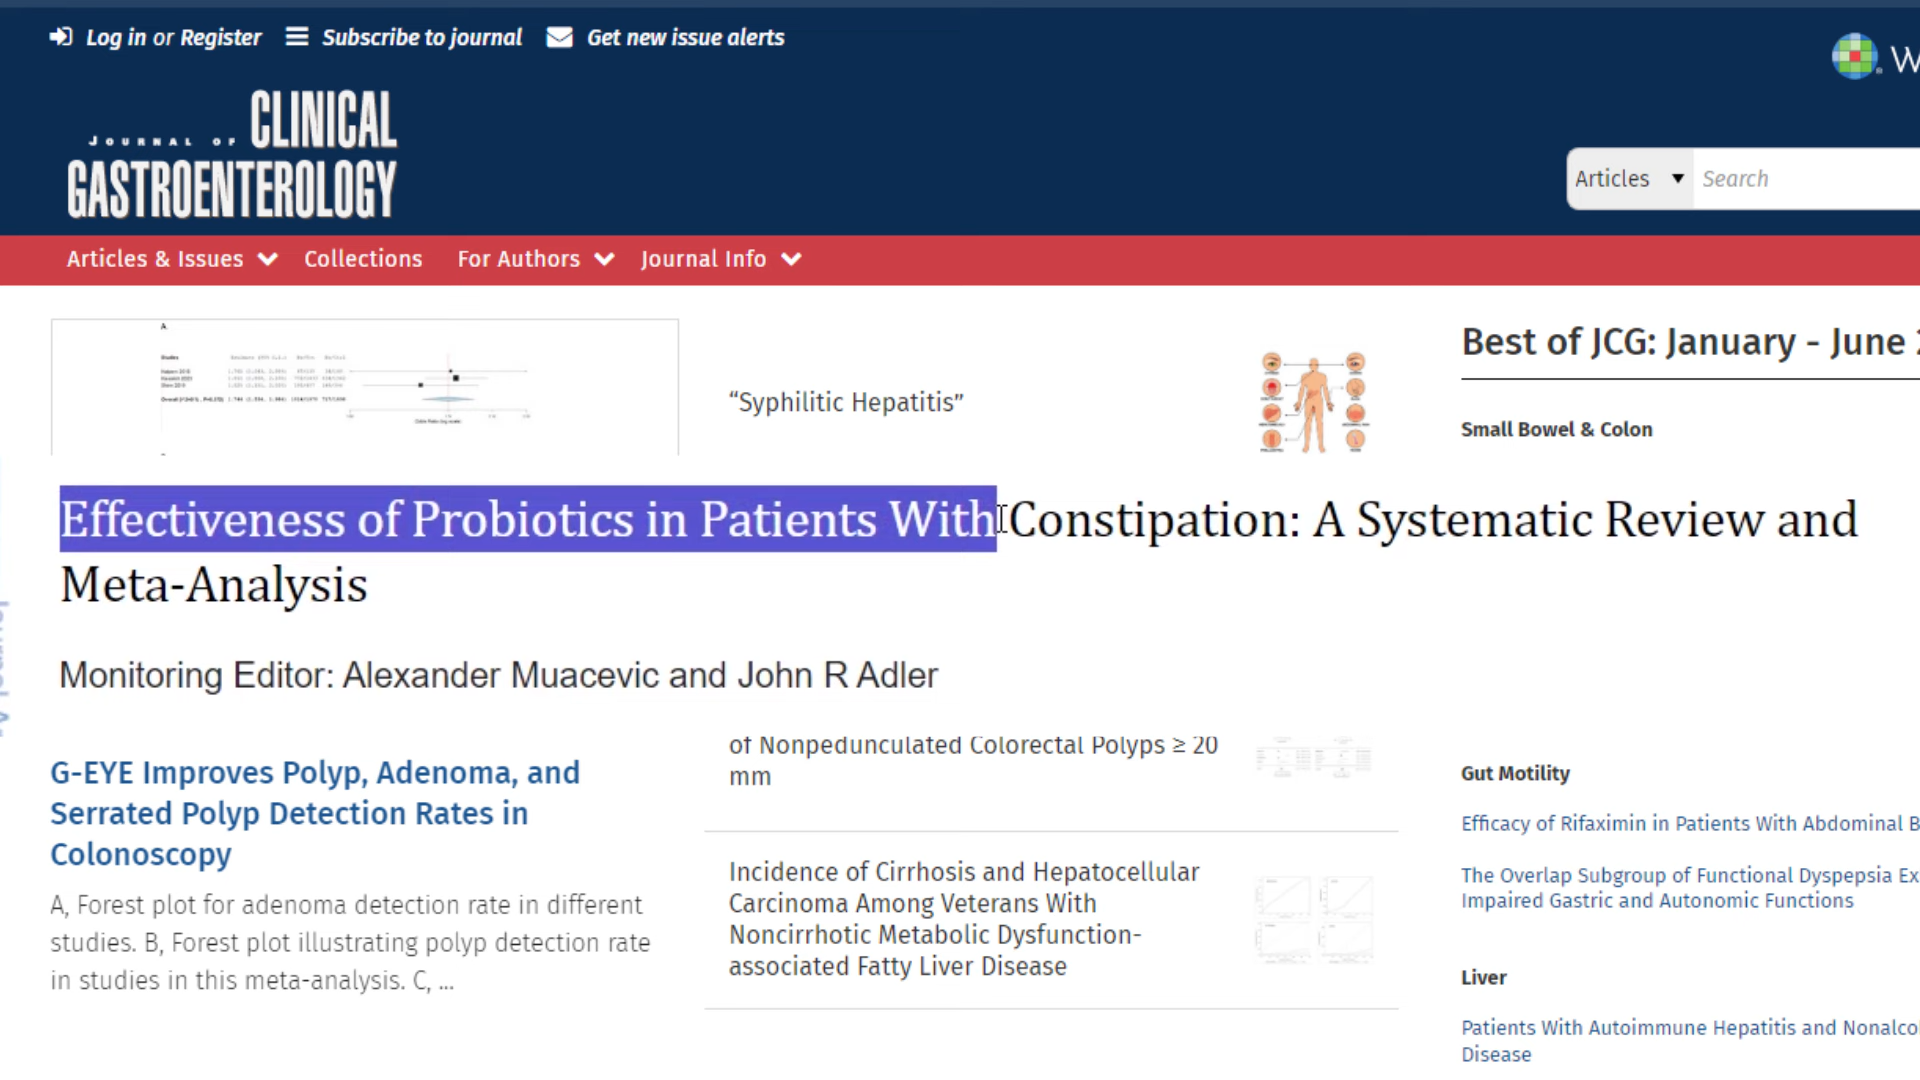 Log in or Register Subscribe to journal Get new issue alerts
JOURNAL OF CLINICAL
GASTROENTEROLOGY
Articles Search
Articles & Issues Collections For Authors Journal Info
A.
“Syphilitic Hepatitis”
Best of JCG: January - June
Small Bowel & Colon
Effectiveness of Probiotics in Patients With Constipation: A Systematic Review and
Meta-Analysis
Monitoring Editor: Alexander Muacevic and John R Adler
of Nonpedunculated Colorectal Polyps ≥ 20
mm
G-EYE Improves Polyp, Adenoma, and
Serrated Polyp Detection Rates in
Colonoscopy
A, Forest plot for adenoma detection rate in different
studies. B, Forest plot illustrating polyp detection rate
in studies in this meta-analysis. C, ...
Incidence of Cirrhosis and Hepatocellular
Carcinoma Among Veterans With
Noncirrhotic Metabolic Dysfunction-
associated Fatty Liver Disease
Gut Motility
Efficacy of Rifaximin in Patients With Abdominal B
The Overlap Subgroup of Functional Dyspepsia Ex
Impaired Gastric and Autonomic Functions
Liver
Patients With Autoimmune Hepatitis and Nonalco
Disease